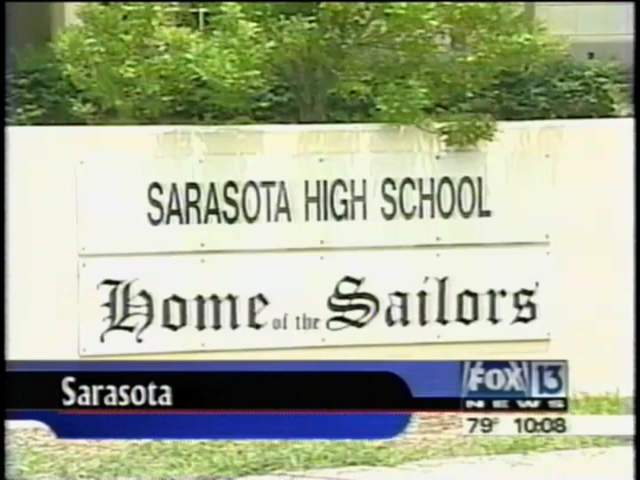 SARASOTA HIGH SCHOOL
Home of the Sailors
Sarasota
FOX 13
NEWS
79° 10:08